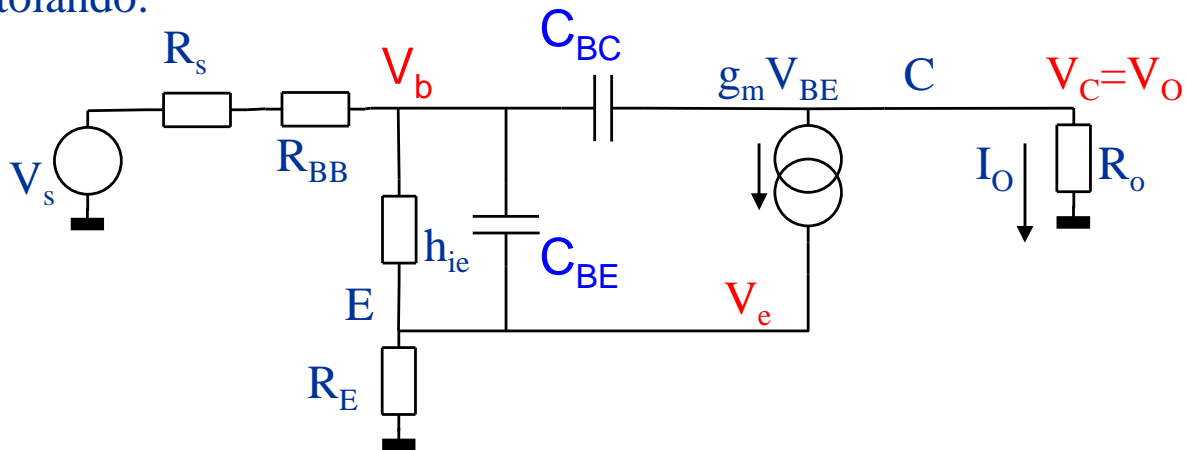 R_s
R_BB
V_s
V_b
C_BC
g_mV_BE
C
V_C=V_O
I_O
R_o
h_ie
C_BE
E
V_e
R_E